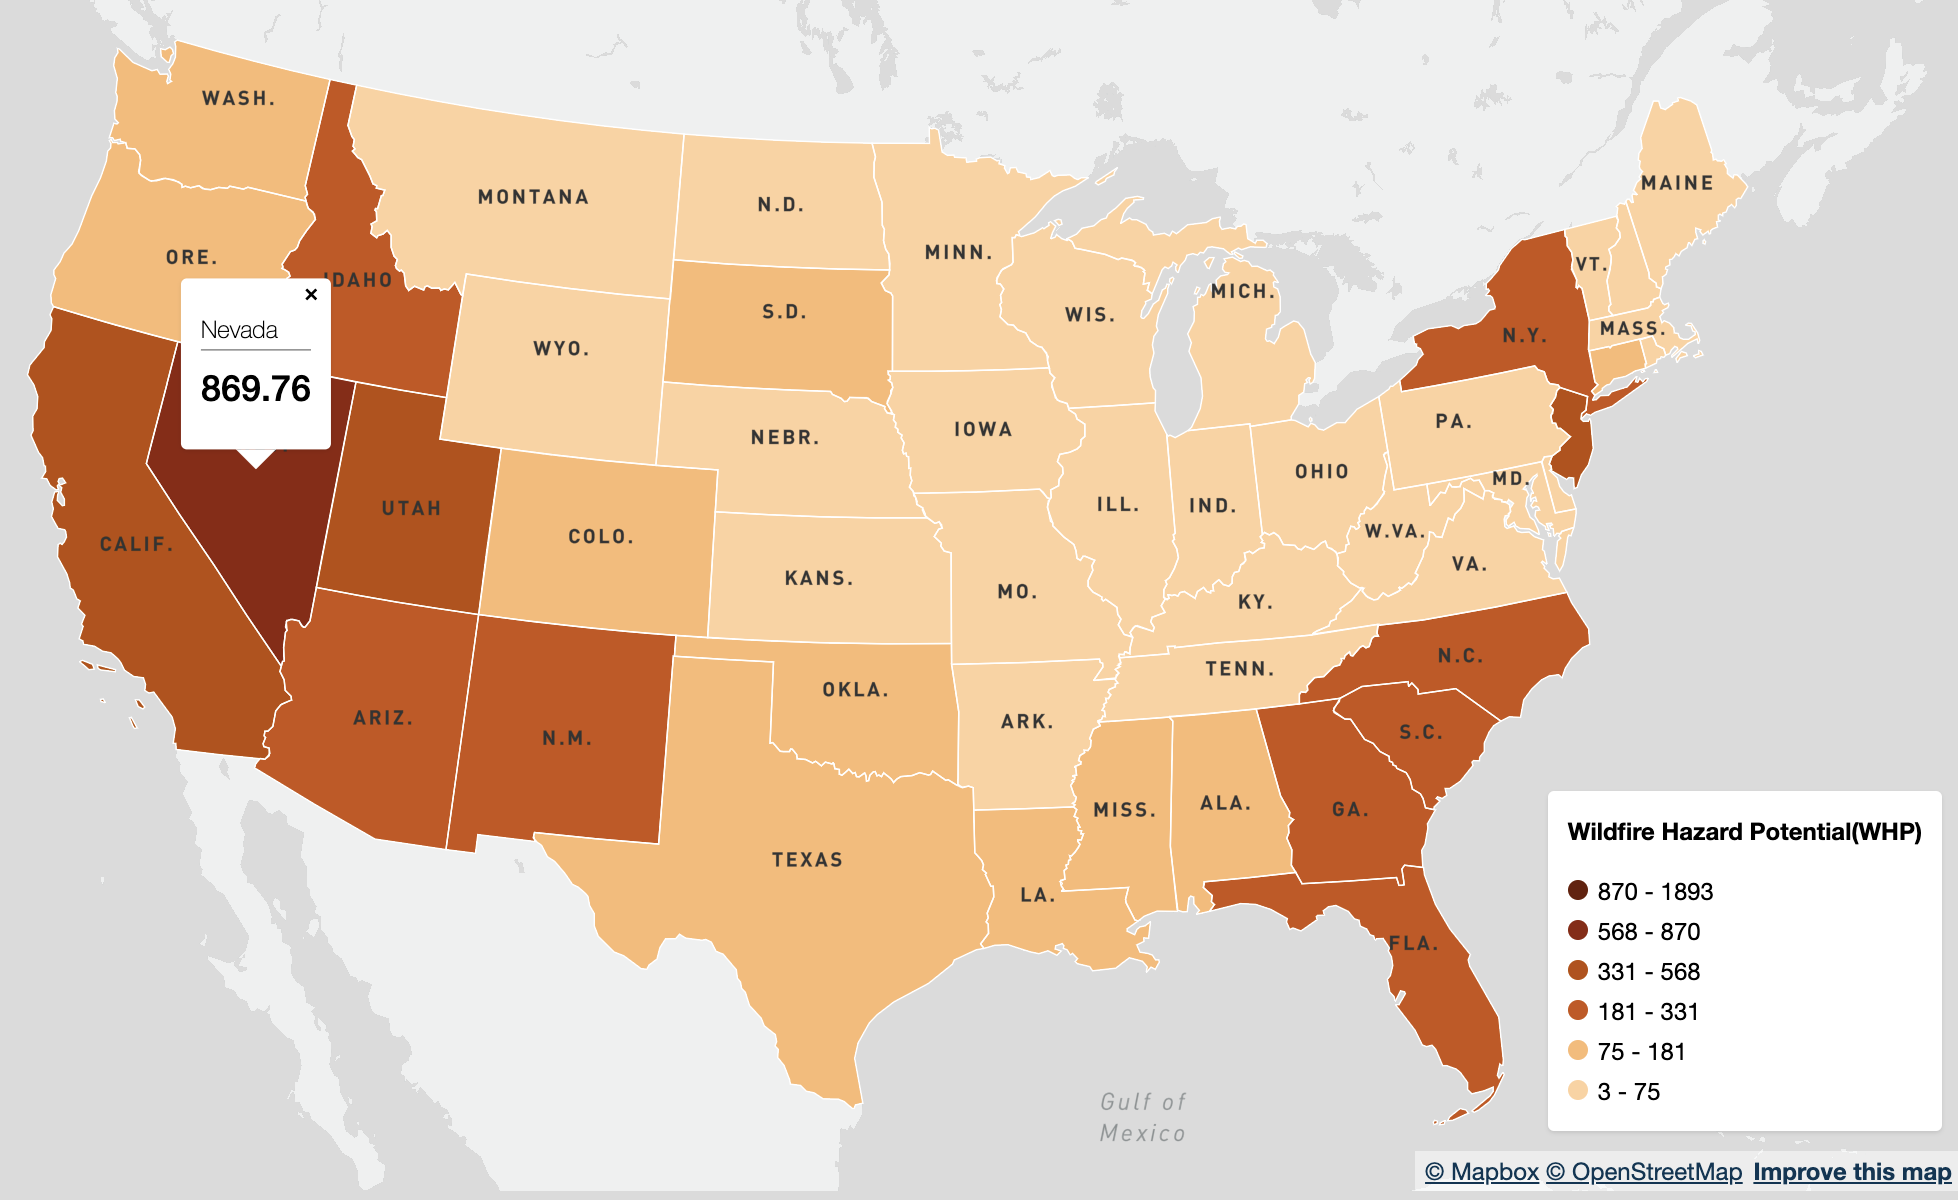 WASH.
MONTANA
N.D.
MINN.
MAINE
ORE.
IDAHO
S.D.
WIS.
MICH.
VT.
MASS.
N.Y.
×
Nevada
869.76
WYO.
NEBR.
IOWA
PA.
OHIO
MD.
CALIF.
UTAH
COLO.
KANS.
MO.
ILL.
IND.
W.VA.
VA.
KY.
TENN.
N.C.
ARIZ.
N.M.
OKLA.
ARK.
S.C.
TEXAS
LA.
MISS.
ALA.
GA.
FLA.
Gulf of
Mexico
Wildfire Hazard Potential(WHP)
870 - 1893
568 - 870
331 - 568
181 - 331
75 - 181
3 - 75
© Mapbox © OpenStreetMap Improve this map